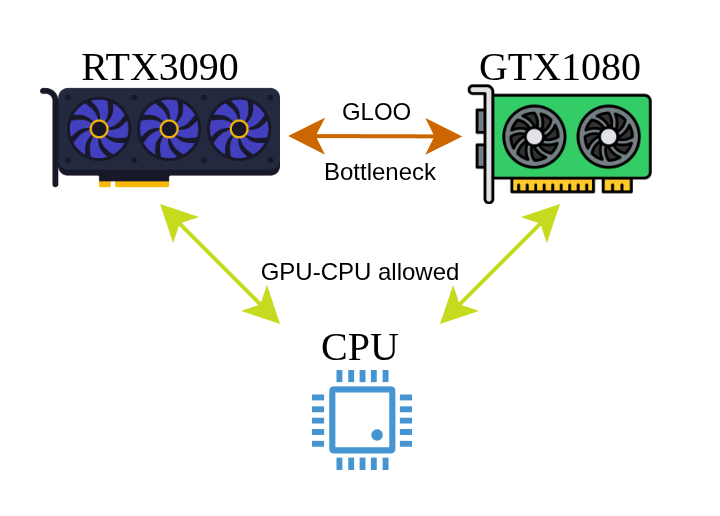 RTX3090
GTX1080
GLOO
Bottleneck
GPU-CPU allowed
CPU